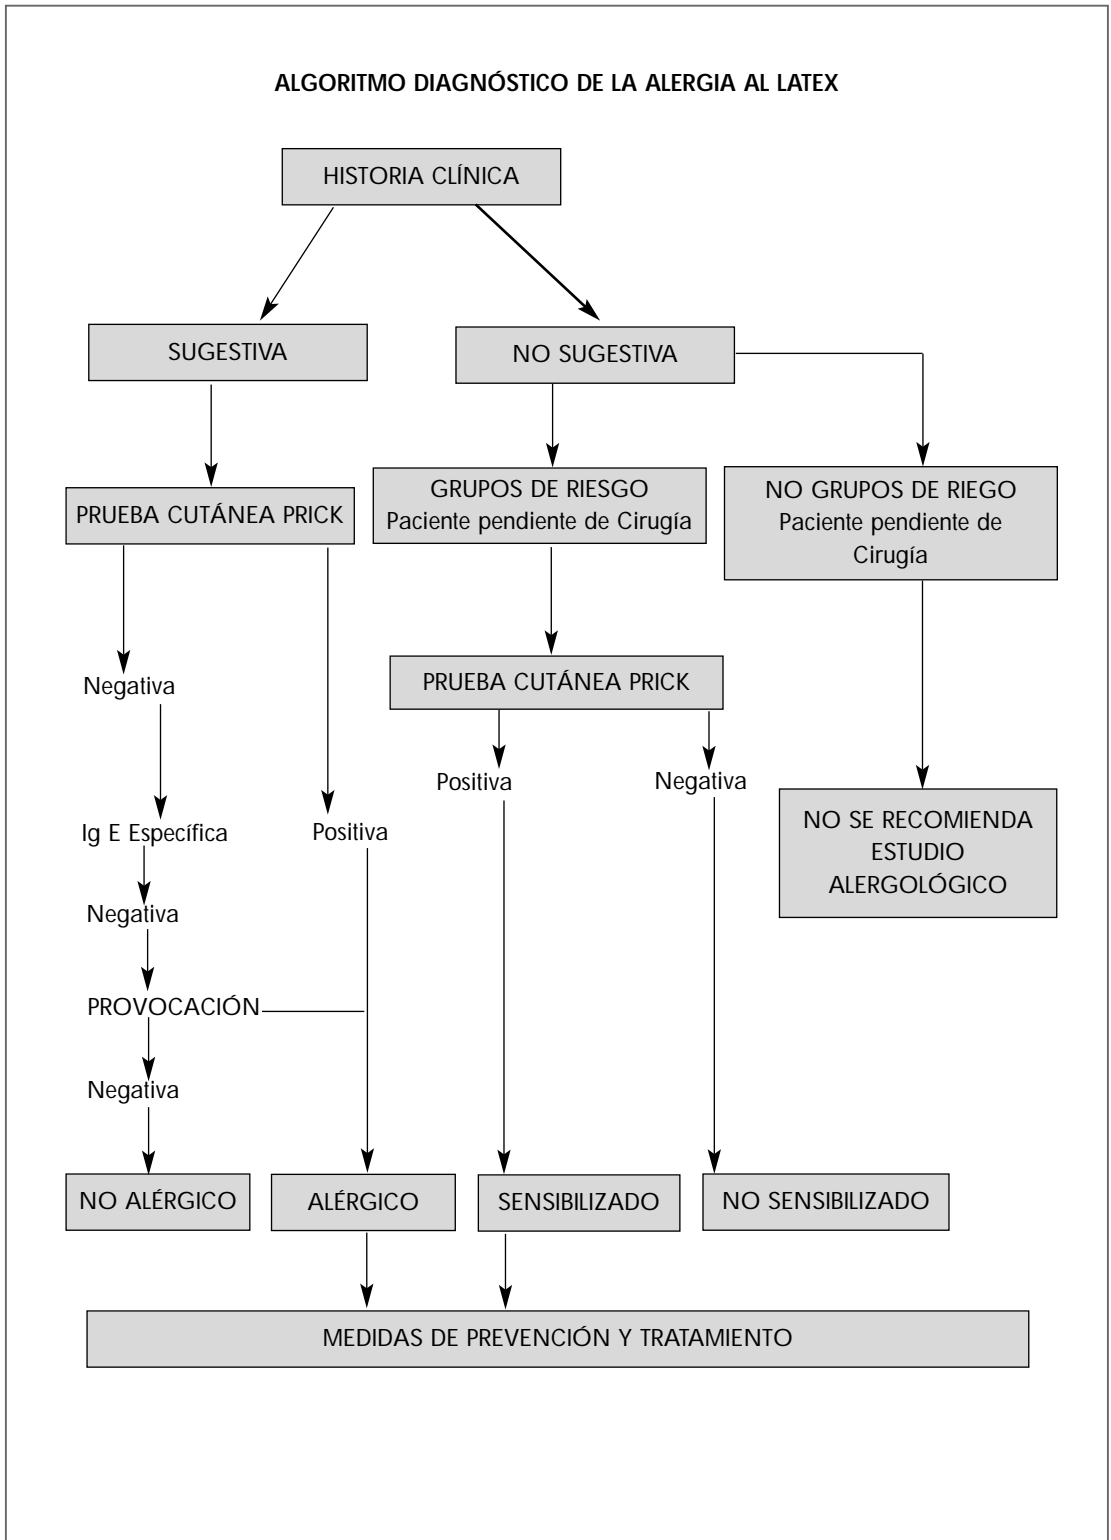 ALGORITMO DIAGNÓSTICO DE LA ALERGIA AL LATEX
HISTORIA CLÍNICA
SUGESTIVA
NO SUGESTIVA
PRUEBA CUTÁNEA PRICK
GRUPOS DE RIESGO
Paciente pendiente de Cirugía
NO GRUPOS DE RIEGO
Paciente pendiente de
Cirugía
Negativa
PRUEBA CUTÁNEA PRICK
Positiva
Negativa
Ig E Específica
Positiva
NO SE RECOMIENDA
ESTUDIO
ALERGOLÓGICO
Negativa
PROVOCACIÓN
Negativa
NO ALÉRGICO
ALÉRGICO
SENSIBILIZADO
NO SENSIBILIZADO
MEDIDAS DE PREVENCIÓN Y TRATAMIENTO